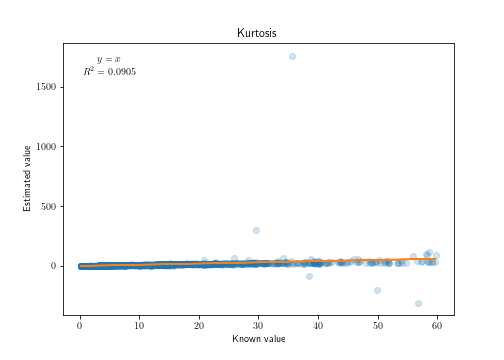 Kurtosis
y = x
R² = 0.0905
Estimated value
1500
1000
500
0
0 10 20 30 40 50 60
Known value